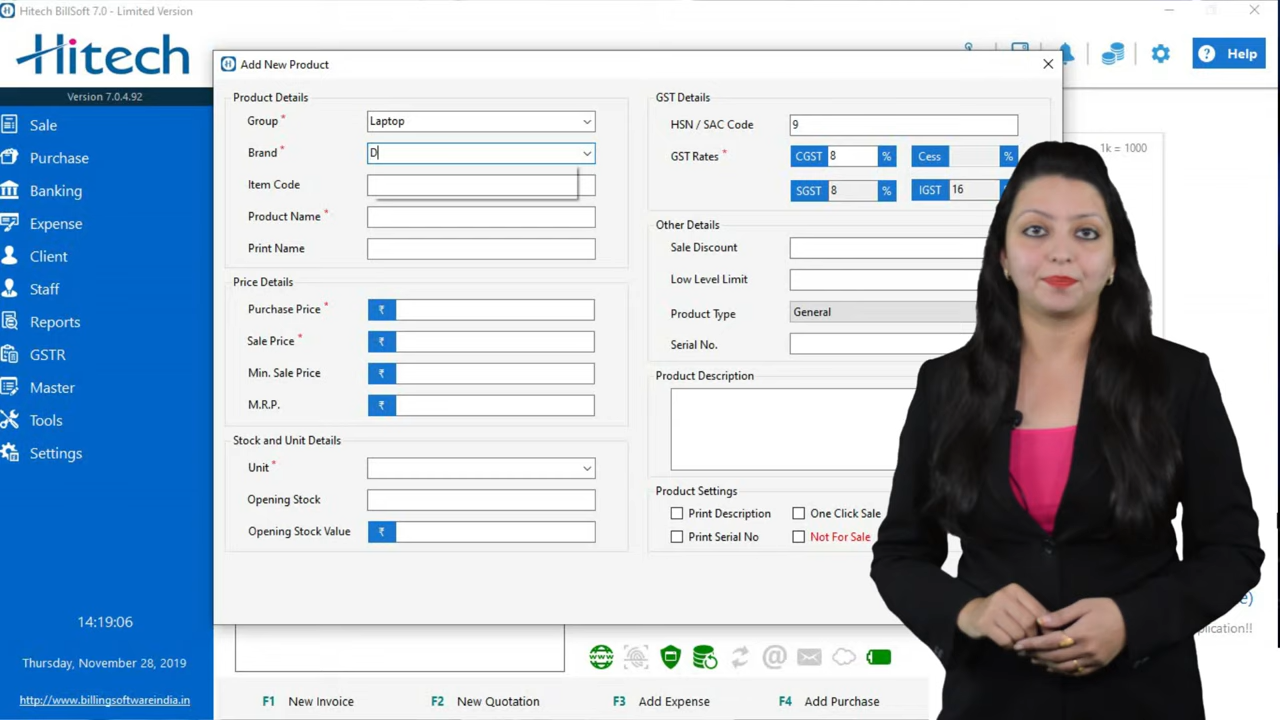 Hitech BillSoft 7.0 - Limited Version
Hitech
Version 7.0.4.92
Help
Sale
Purchase
Banking
Expense
Client
Staff
Reports
GSTR
Master
Tools
Settings
14:19:06
Thursday, November 28, 2019
http://www.billingsoftwareindia.in
Add New Product
Product Details
Group *
Laptop
Brand *
D
Item Code
Product Name *
Print Name
Price Details
Purchase Price *
₹
Sale Price *
₹
Min. Sale Price
₹
M.R.P.
₹
Stock and Unit Details
Unit *
Opening Stock
Opening Stock Value
₹
GST Details
HSN / SAC Code
9
GST Rates *
CGST 8 % Cess %
SGST 8 % IGST 16
Other Details
Sale Discount
Low Level Limit
Product Type
General
Serial No.
Product Description
Product Settings
Print Description
One Click Sale
Print Serial No
Not For Sale
1k = 1000
F1 New Invoice
F2 New Quotation
F3 Add Expense
F4 Add Purchase